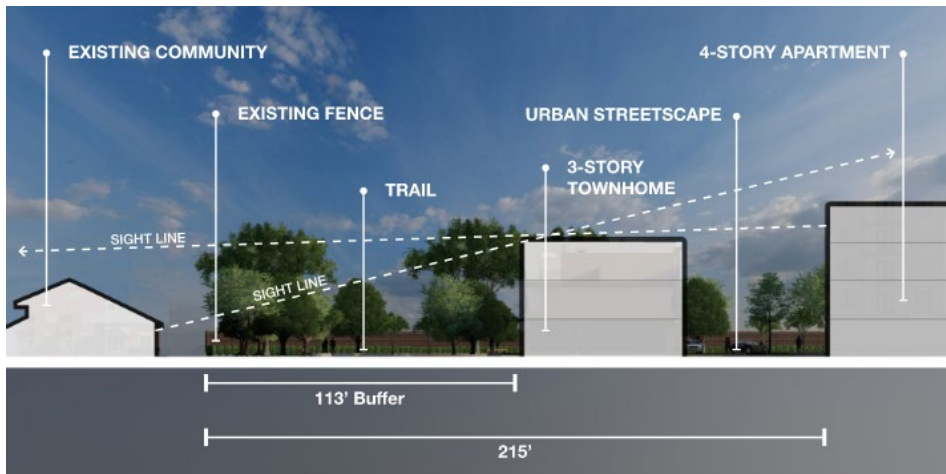 EXISTING COMMUNITY
4-STORY APARTMENT
EXISTING FENCE
URBAN STREETSCAPE
3-STORY
TOWNHOME
TRAIL
SIGHT LINE
SIGHT LINE
113’ Buffer
215’